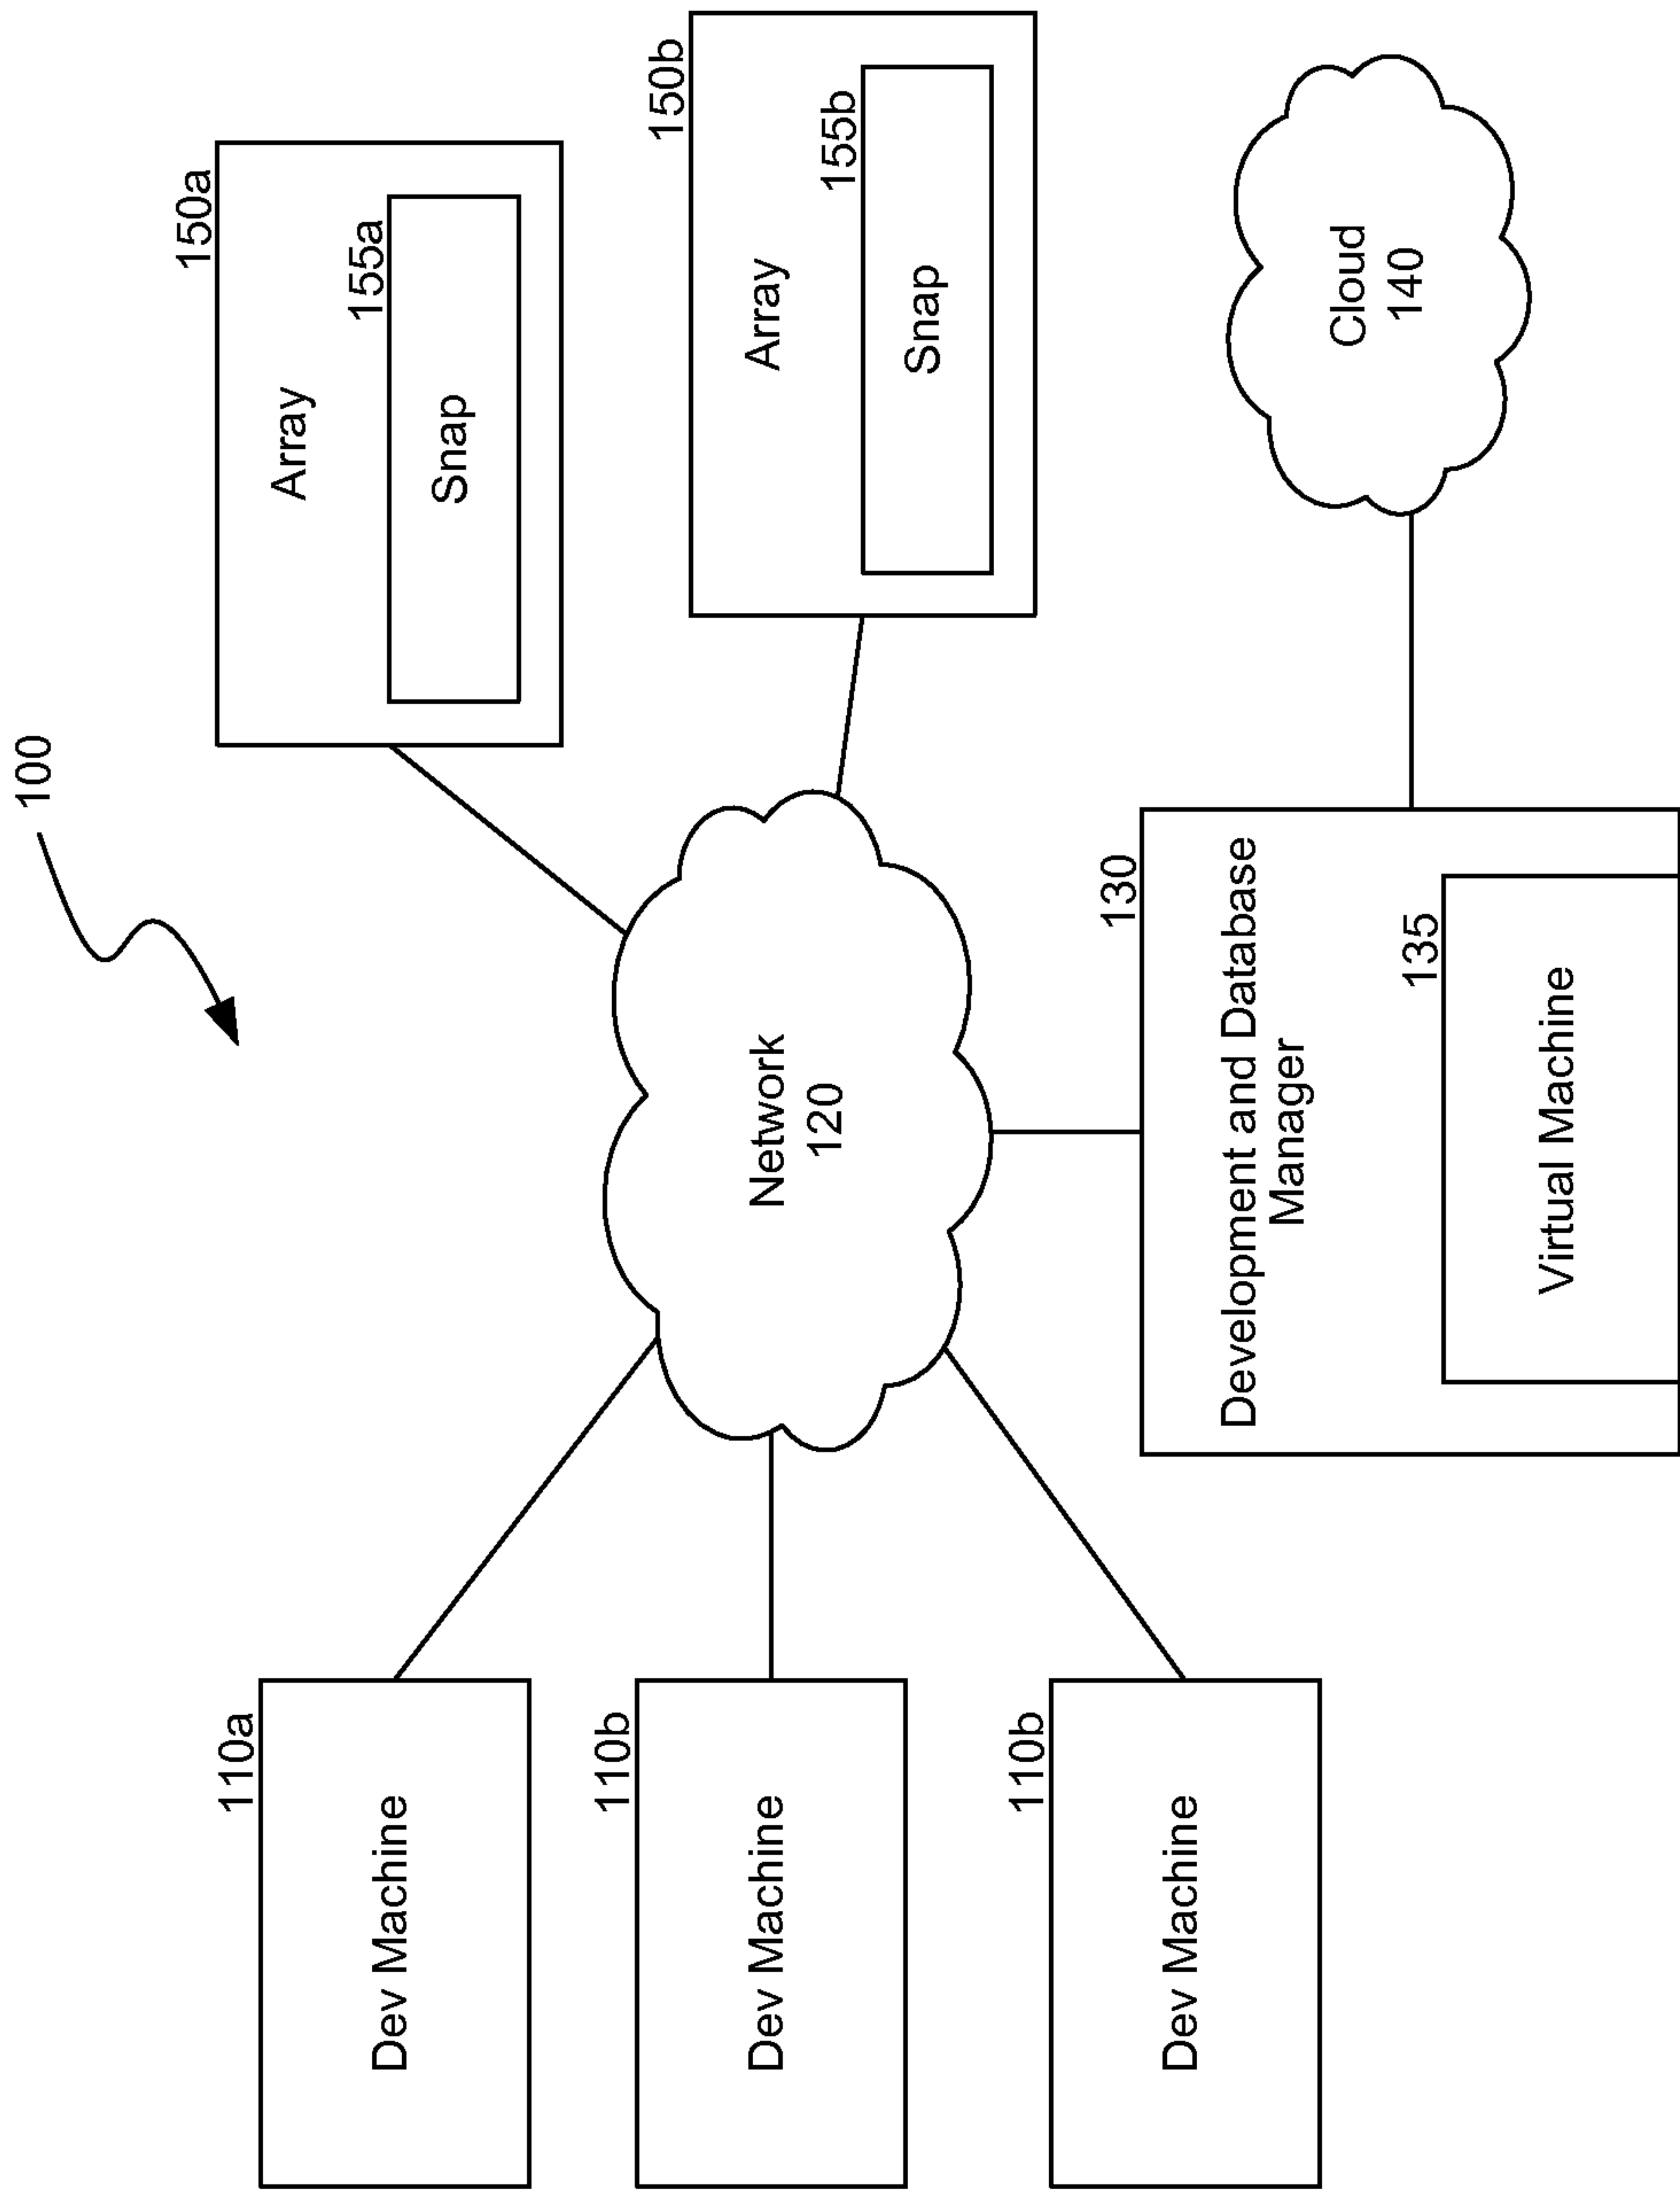 100
110a
Dev Machine
110b
Dev Machine
110b
Dev Machine
Network
120
150a
Array
155a
Snap
150b
Array
155b
Snap
130
Development and Database
Manager
135
Virtual Machine
Cloud
140